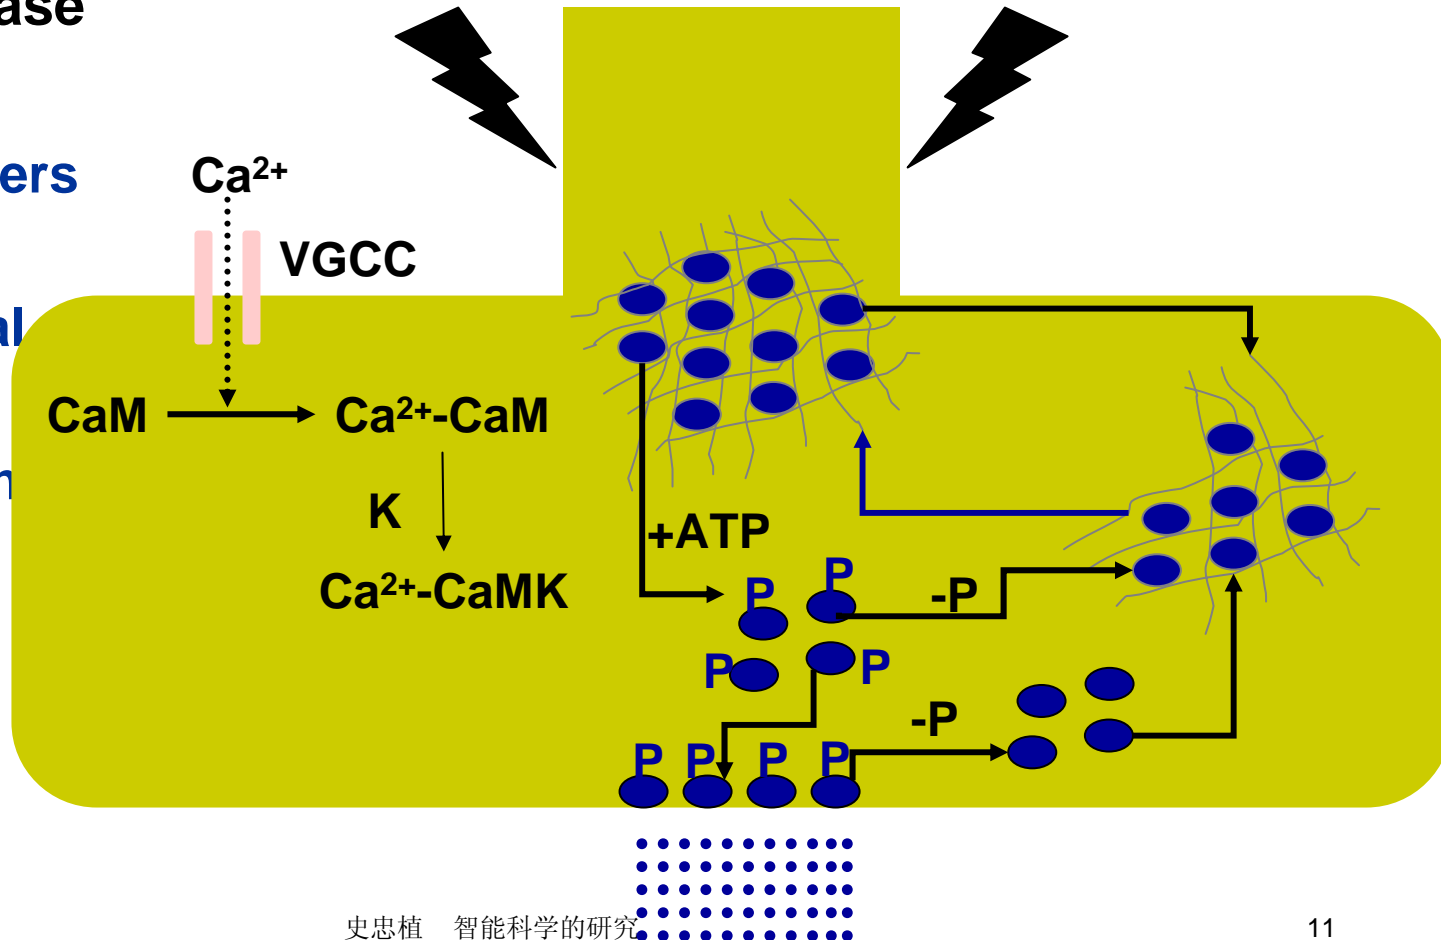 ase
ers
Ca²⁺
VGCC
al
CaM
Ca²⁺-CaM
K
+ATP
Ca²⁺-CaMK
P
P
-P
P
P
-P
P
P
P
P
史忠植 智能科学的研究
11